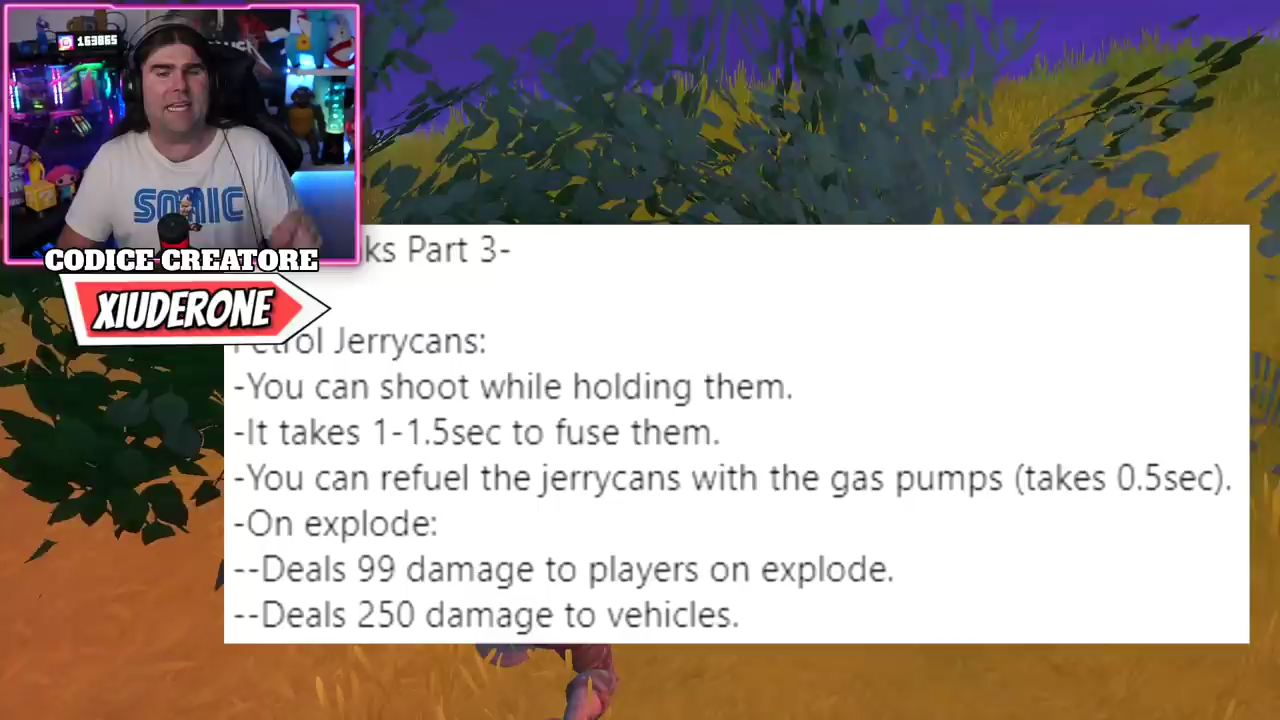 163865
SONIC
CODICE CREATORE
XIUDERONE
ks Part 3-
Petrol Jerrycans:
-You can shoot while holding them.
-It takes 1-1.5sec to fuse them.
-You can refuel the jerrycans with the gas pumps (takes 0.5sec).
-On explode:
--Deals 99 damage to players on explode.
--Deals 250 damage to vehicles.